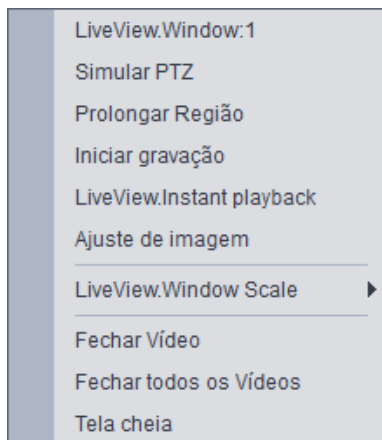 LiveView.Window:1
Simular PTZ
Prolongar Região
Iniciar gravação
LiveView.Instant playback
Ajuste de imagem
LiveView.Window Scale
Fechar Vídeo
Fechar todos os Vídeos
Tela cheia